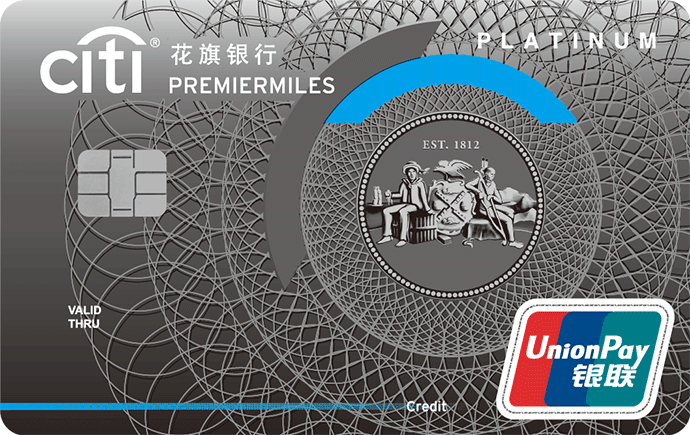 citi® 花旗银行
PREMIERMILES
PLATINUM
EST. 1812
VALID
THRU
Credit
UnionPay
银联